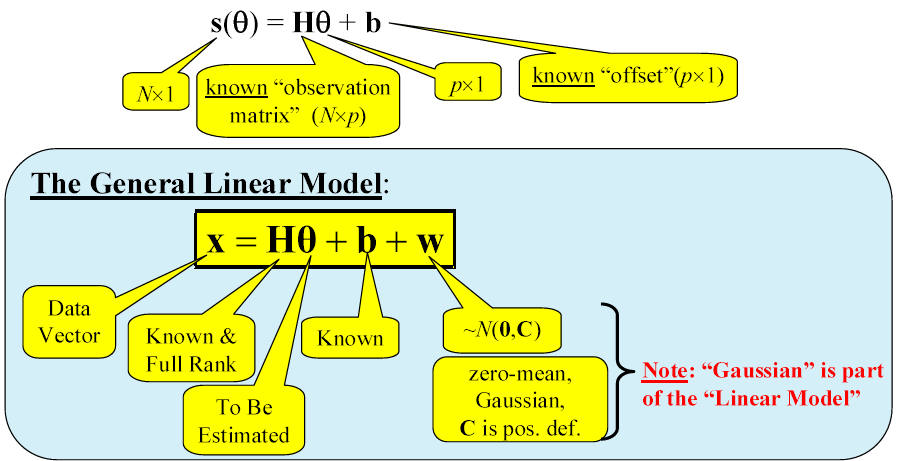 s(θ) = Hθ + b
N×1
known “observation
matrix” (N×p)
p×1
known “offset”(p×1)
The General Linear Model:
x = Hθ + b + w
Data
Vector
Known &
Full Rank
To Be
Estimated
Known
~N(0,C)
zero-mean,
Gaussian,
C is pos. def.
Note: “Gaussian” is part
of the “Linear Model”